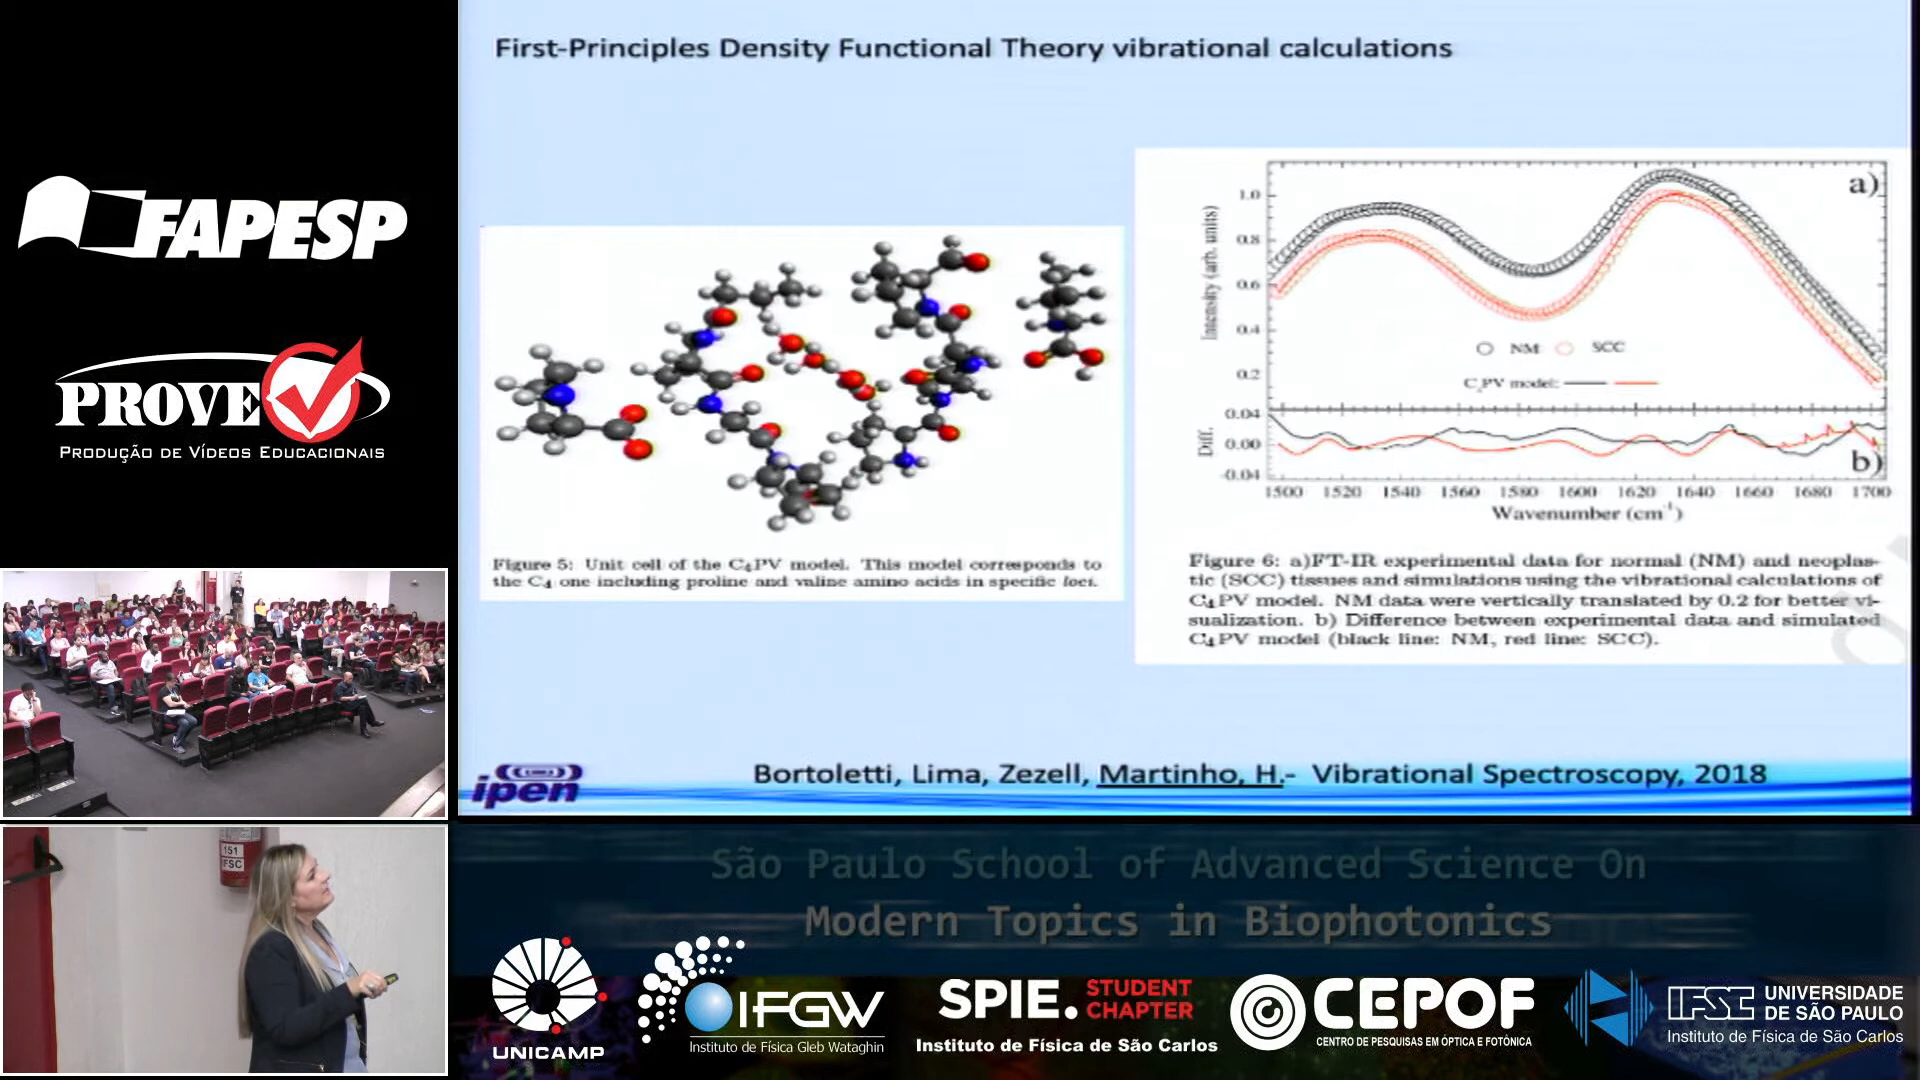 First-Principles Density Functional Theory vibrational calculations
FAPESP
PROVE
PRODUÇÃO DE VÍDEOS EDUCACIONAIS
Figure 5: Unit cell of the C₄PV model. This model corresponds to
the C₄ one including proline and valine amino acids in specific loci.
a)
Intensity (arb. units)
1.0
0.8
0.6
0.4
0.2
NM SCC
C₄PV model:
Diff.
0.04
0.00
-0.04
b)
1500 1520 1540 1560 1580 1600 1620 1640 1660 1680 1700
Wavenumber (cm⁻¹)
Figure 6: a)FT-IR experimental data for normal (NM) and neoplas-
tic (SCC) tissues and simulations using the vibrational calculations of
C₄PV model. NM data were vertically translated by 0.2 for better vi-
sualization. b) Difference between experimental data and simulated
C₄PV model (black line: NM, red line: SCC).
ipen
Bortoletti, Lima, Zezell, Martinho, H.- Vibrational Spectroscopy, 2018
151
IFSC
São Paulo School of Advanced Science On
Modern Topics in Biophotonics
UNICAMP
IFGW
Instituto de Física Gleb Wataghin
SPIE. STUDENT
CHAPTER
Instituto de Física de São Carlos
CEPOF
CENTRO DE PESQUISAS EM ÓPTICA E FOTÔNICA
IFSC
UNIVERSIDADE
DE SÃO PAULO
Instituto de Física de São Carlos